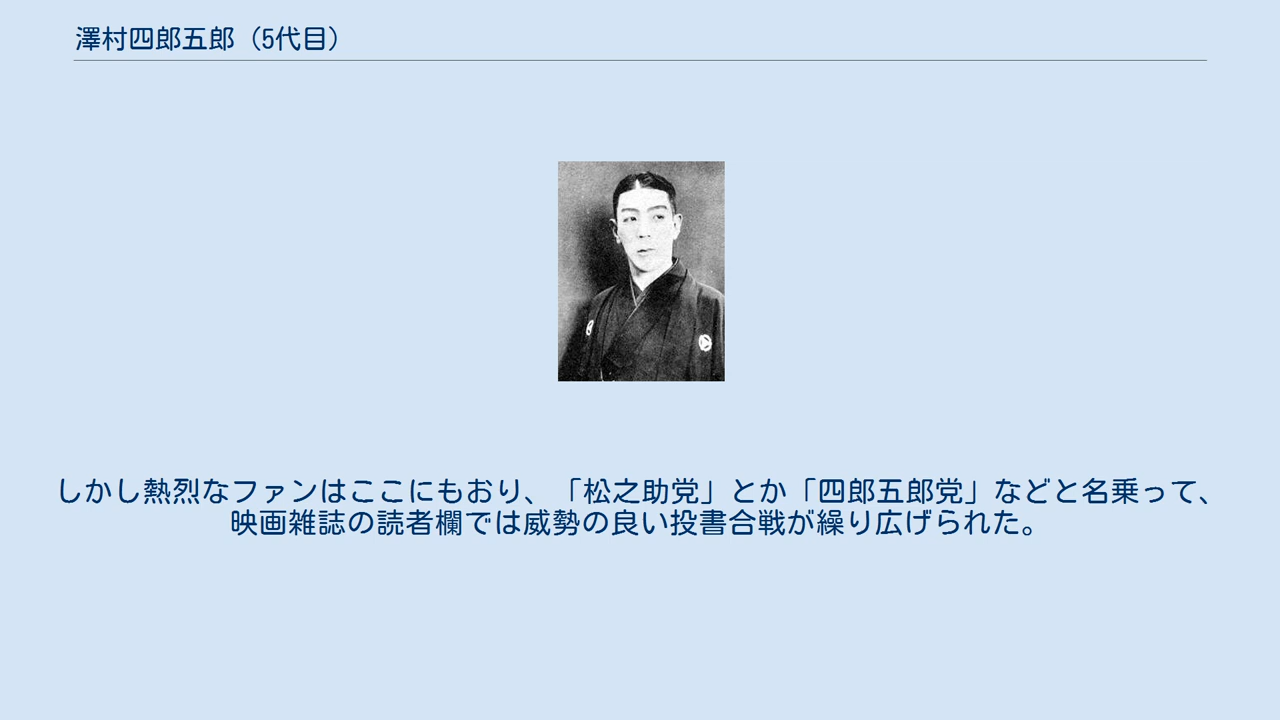 澤村四郎五郎（5代目）
しかし熱烈なファンはここにもおり、「松之助党」とか「四郎五郎党」などと名乗って、
映画雑誌の読者欄では威勢の良い投書合戦が繰り広げられた。